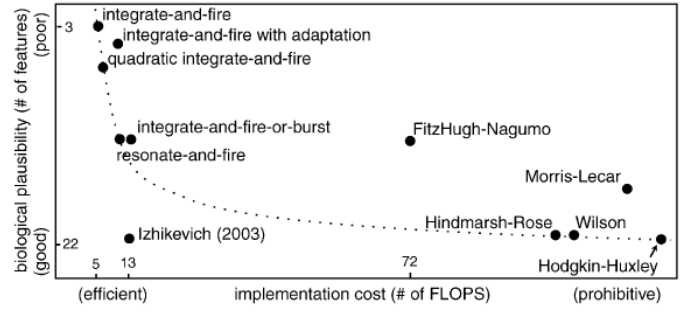 biological plausibility (# of features)
(good)
(poor)
3
22
integrate-and-fire
integrate-and-fire with adaptation
quadratic integrate-and-fire
integrate-and-fire-or-burst
resonate-and-fire
FitzHugh-Nagumo
Morris-Lecar
Izhikevich (2003)
Hindmarsh-Rose
Wilson
Hodgkin-Huxley
5
13
72
(efficient)
implementation cost (# of FLOPS)
(prohibitive)